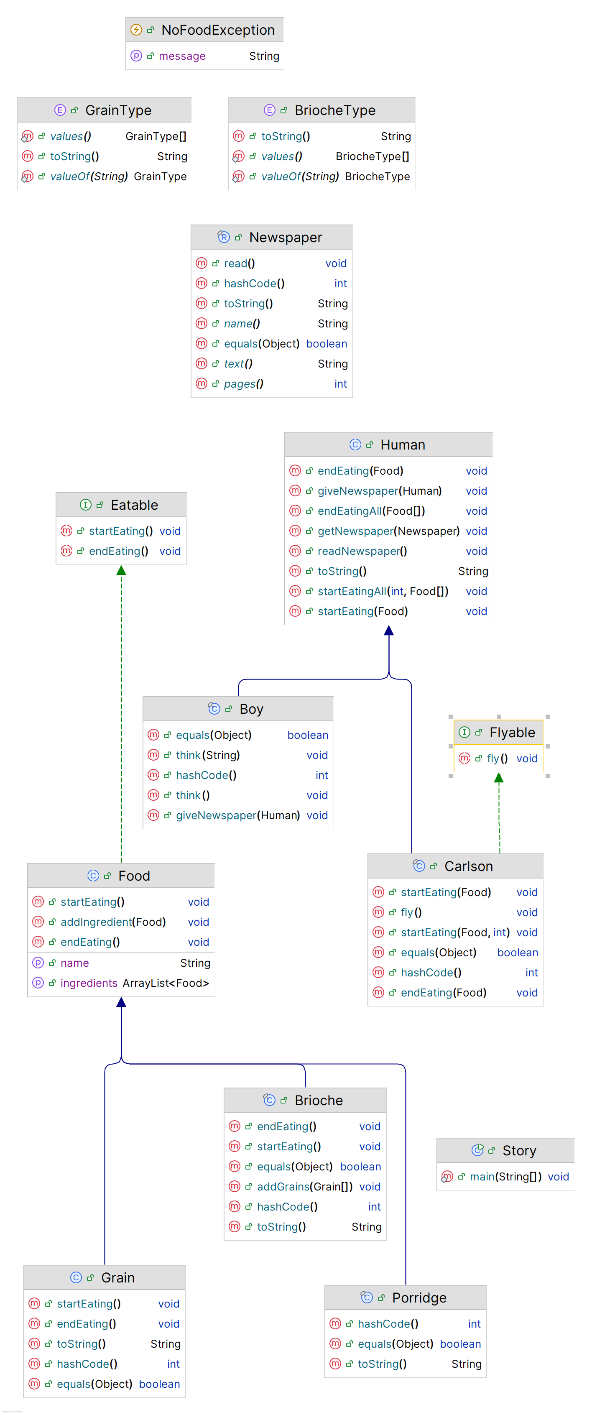 NoFoodException
message String
GrainType
values() GrainType[]
toString() String
valueOf(String) GrainType
BriocheType
toString() String
values() BriocheType[]
valueOf(String) BriocheType
Newspaper
read() void
hashCode() int
toString() String
name() String
equals(Object) boolean
text() String
pages() int
Human
endEating(Food) void
giveNewspaper(Human) void
endEatingAll(Food[]) void
getNewspaper(Newspaper) void
readNewspaper() void
toString() String
startEatingAll(int, Food[]) void
startEating(Food) void
Eatable
startEating() void
endEating() void
Boy
equals(Object) boolean
think(String) void
hashCode() int
think() void
giveNewspaper(Human) void
Flyable
fly() void
Food
startEating() void
addIngredient(Food) void
endEating() void
name String
ingredients ArrayList<Food>
Carlson
startEating(Food) void
fly() void
startEating(Food, int) void
equals(Object) boolean
hashCode() int
endEating(Food) void
Brioche
endEating() void
startEating() void
equals(Object) boolean
addGrains(Grain[]) void
hashCode() int
toString() String
Story
main(String[]) void
Grain
startEating() void
endEating() void
toString() String
hashCode() int
equals(Object) boolean
Porridge
hashCode() int
equals(Object) boolean
toString() String